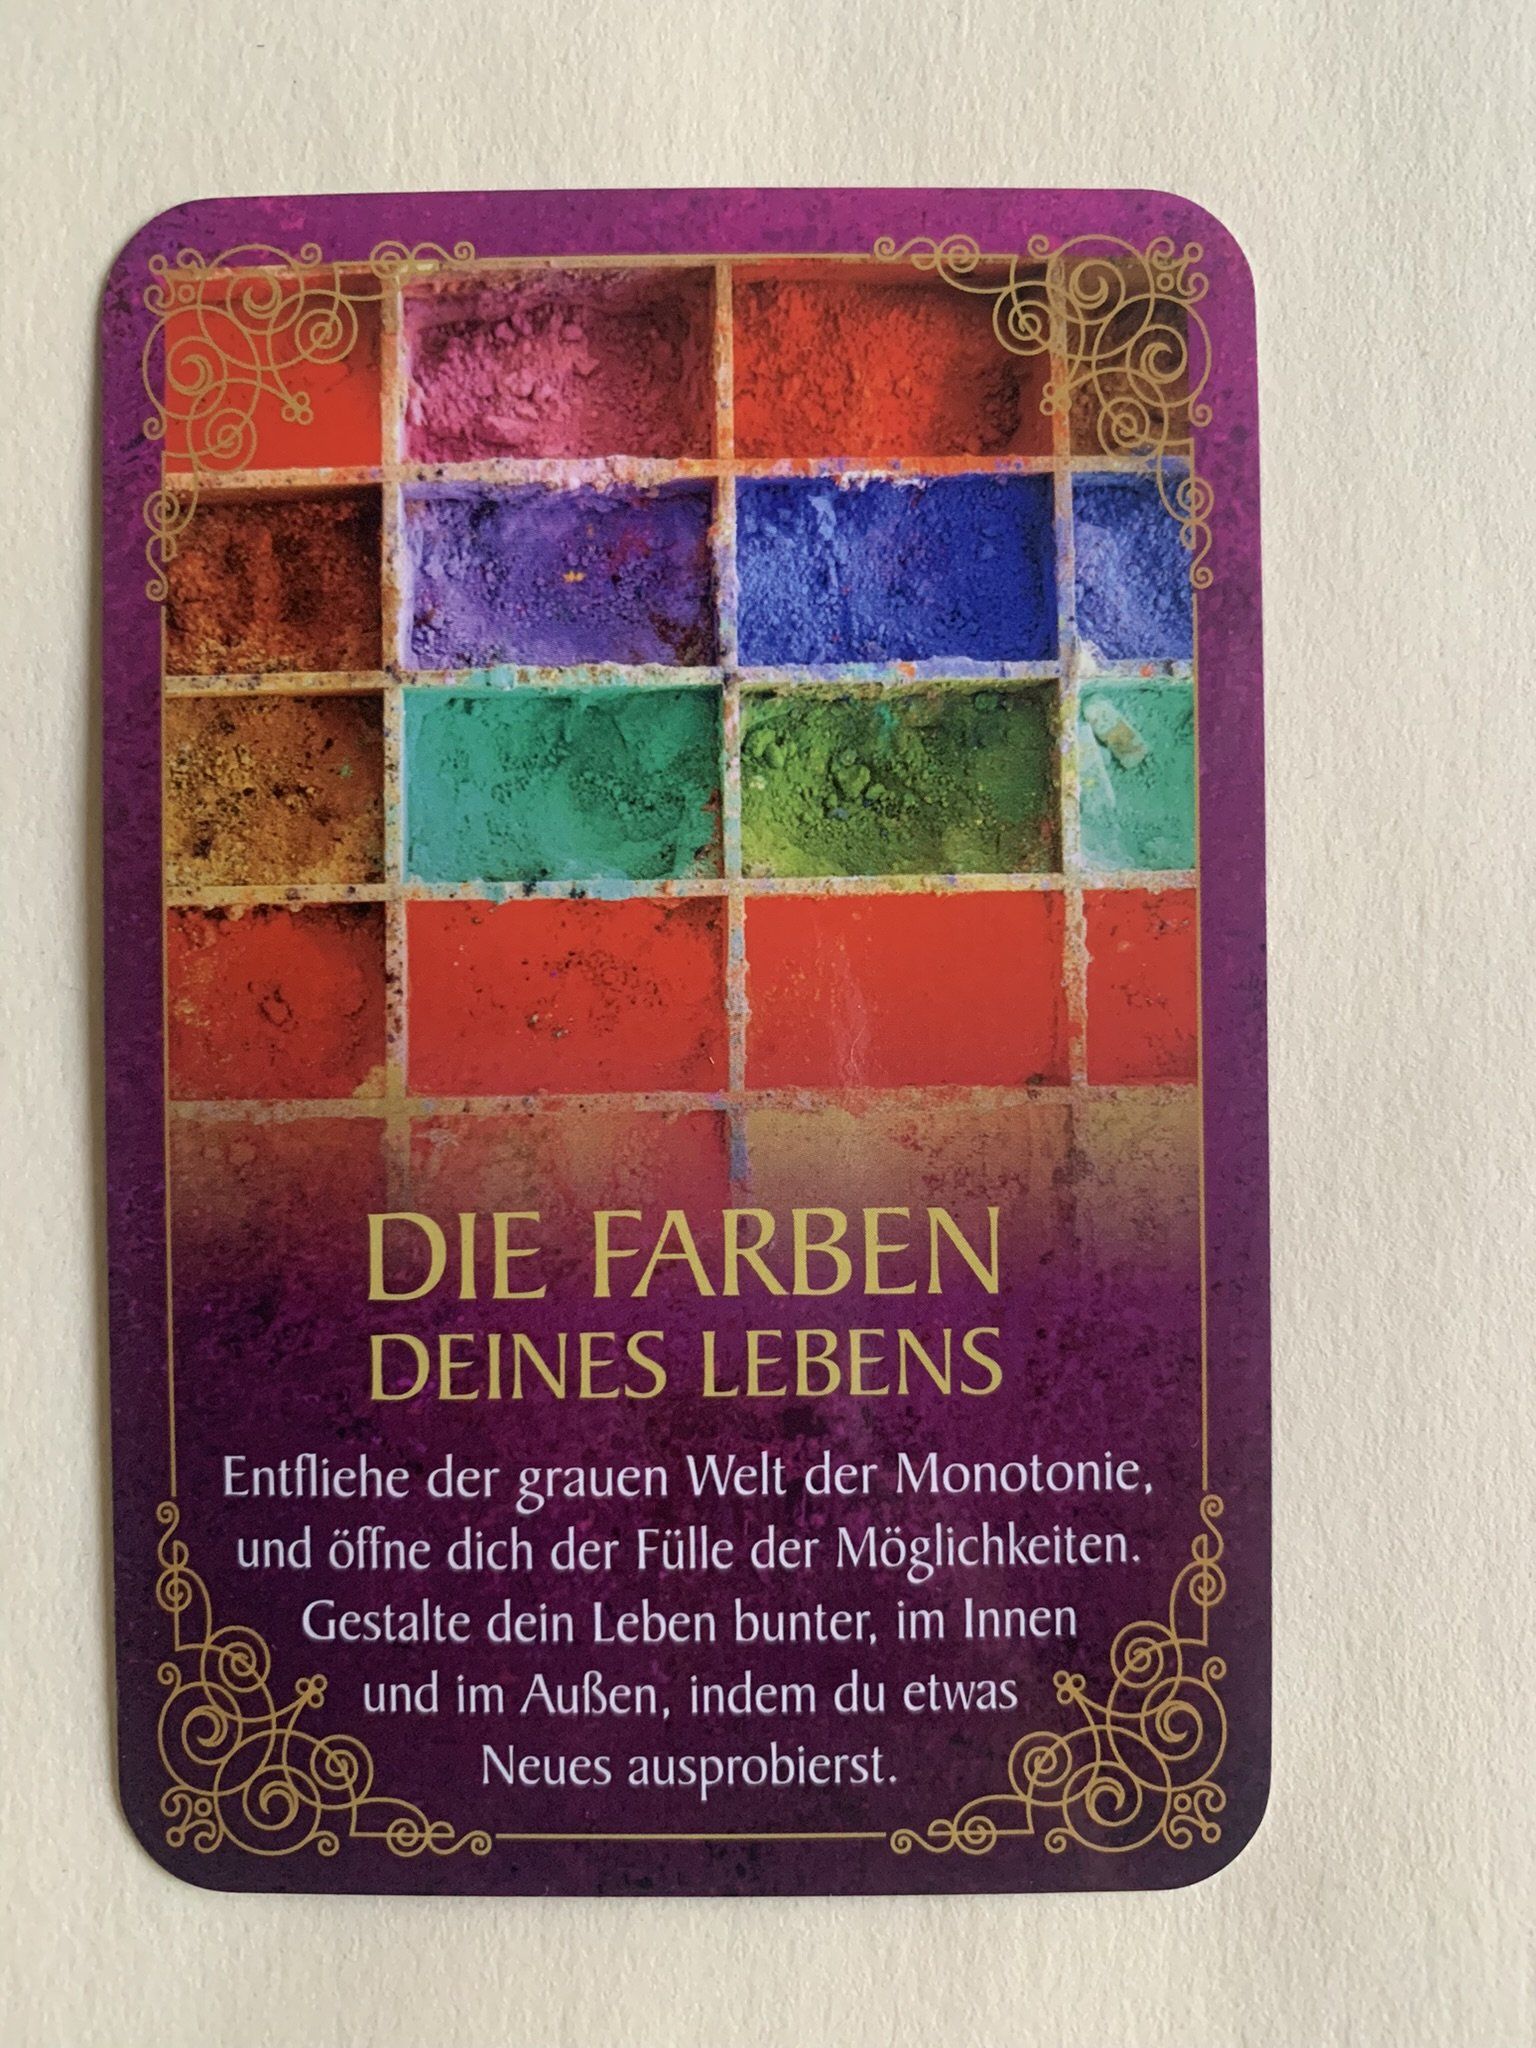 DIE FARBEN
DEINES LEBENS
Entfliehe der grauen Welt der Monotonie,
und öffne dich der Fülle der Möglichkeiten.
Gestalte dein Leben bunter, im Innen
und im Außen, indem du etwas
Neues ausprobierst.